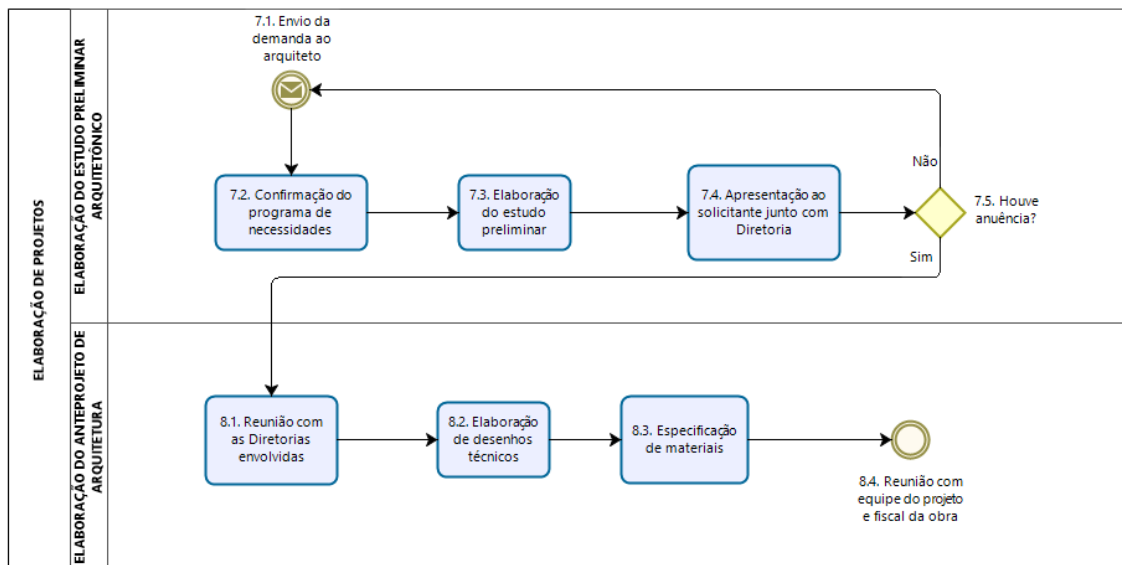 ELABORAÇÃO DE PROJETOS
ELABORAÇÃO DO ESTUDO PRELIMINAR
ARQUITETÔNICO
7.1. Envio da
demanda ao
arquiteto
7.2. Confirmação do
programa de
necessidades
7.3. Elaboração
do estudo
preliminar
7.4. Apresentação ao
solicitante junto com
Diretoria
Não
7.5. Houve
anuência?
Sim
ELABORAÇÃO DO ANTEPROJETO DE
ARQUITETURA
8.1. Reunião com
as Diretorias
envolvidas
8.2. Elaboração
de desenhos
técnicos
8.3. Especificação
de materiais
8.4. Reunião com
equipe do projeto
e fiscal da obra